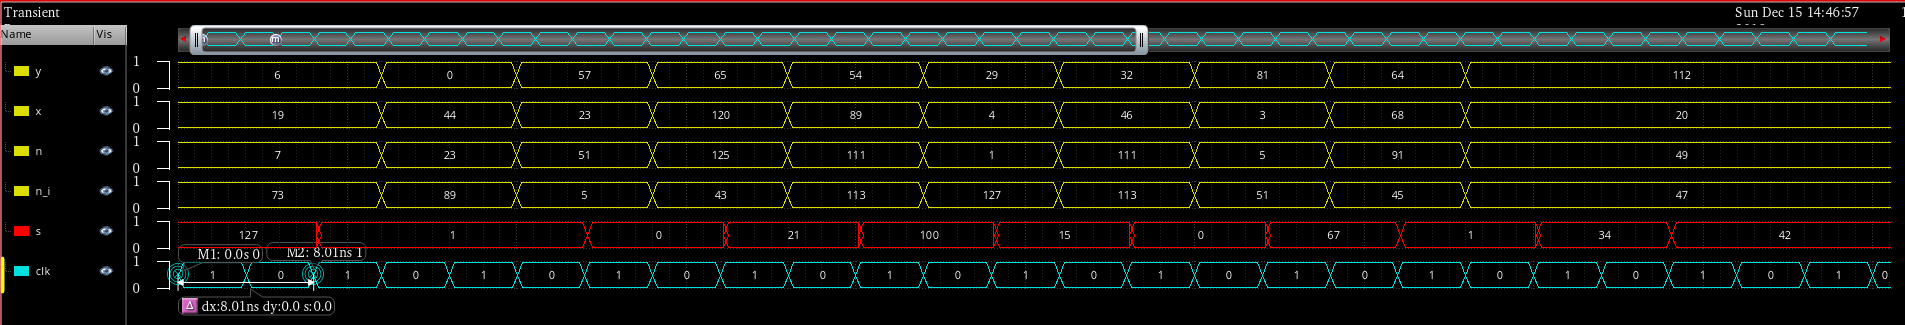 Transient
Sun Dec 15 14:46:57
Name Vis
y 1 0 6 0 57 65 54 29 32 81 64 112
x 1 0 19 44 23 120 89 4 46 3 68 20
n 1 0 7 23 51 125 111 1 111 5 91 49
n_i 1 0 73 89 5 43 113 127 113 51 45 47
s 1 0 127 1 0 21 100 15 0 67 1 34 42
M1: 0.0s 0 M2: 8.01ns 1
clk 1 0 1 0 1 0 1 0 1 0 1 0 1 0 1 0 1 0 1 0 1 0 1 0 1 0 1 0
Δ dx:8.01ns dy:0.0 s:0.0